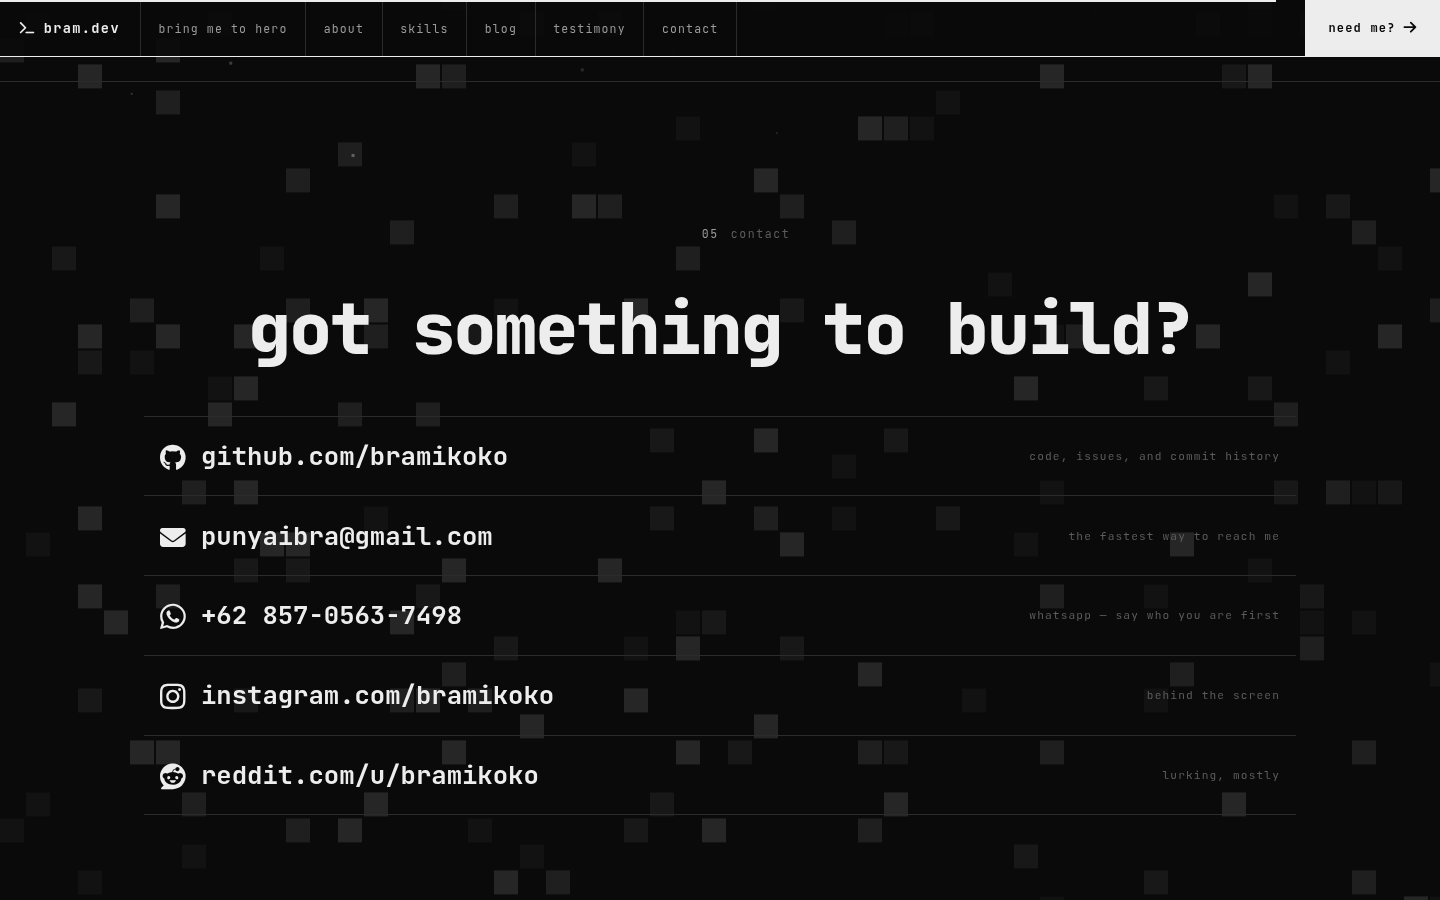 bram.dev
bring me to hero
about
skills
blog
testimony
contact
need me?
05 contact
got something to build?
github.com/bramikoko
code, issues, and commit history
punyaibra@gmail.com
the fastest way to reach me
+62 857-0563-7498
whatsapp — say who you are first
instagram.com/bramikoko
behind the screen
reddit.com/u/bramikoko
lurking, mostly